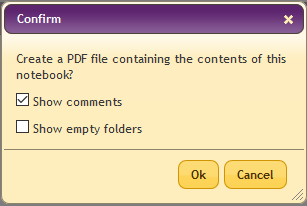 Confirm
Create a PDF file containing the contents of this
notebook?
Show comments
Show empty folders
Ok
Cancel